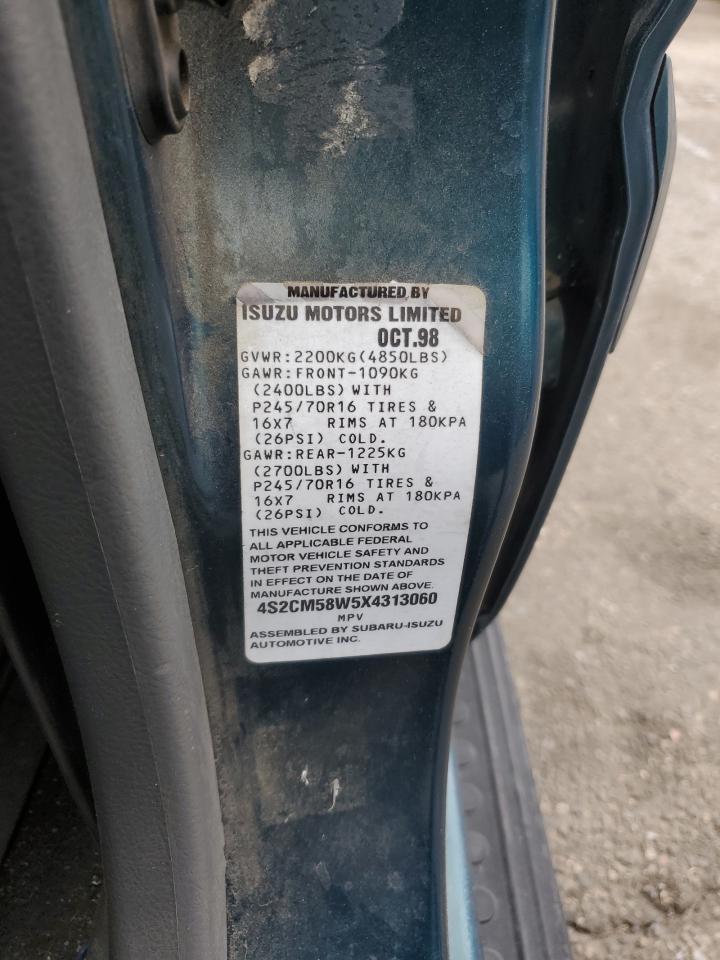 MANUFACTURED BY
ISUZU MOTORS LIMITED
OCT.98
GVWR:2200KG(4850LBS)
GAWR:FRONT-1090KG
(2400LBS) WITH
P245/70R16 TIRES &
16X7 RIMS AT 180KPA
(26PSI) COLD.
GAWR:REAR-1225KG
(2700LBS) WITH
P245/70R16 TIRES &
16X7 RIMS AT 180KPA
(26PSI) COLD.
THIS VEHICLE CONFORMS TO
ALL APPLICABLE FEDERAL
MOTOR VEHICLE SAFETY AND
THEFT PREVENTION STANDARDS
IN EFFECT ON THE DATE OF
MANUFACTURE SHOWN ABOVE.
4S2CM58W5X4313060
MPV
ASSEMBLED BY SUBARU-ISUZU
AUTOMOTIVE INC.